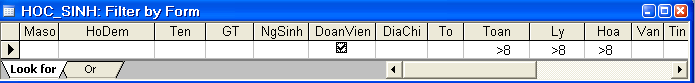 HOC_SINH: Filter by Form
Maso HoDem Ten GT NgSinh DoanVien DiaChi To Toan Ly Hoa Van Tin
>8 >8 >8
Look for Or